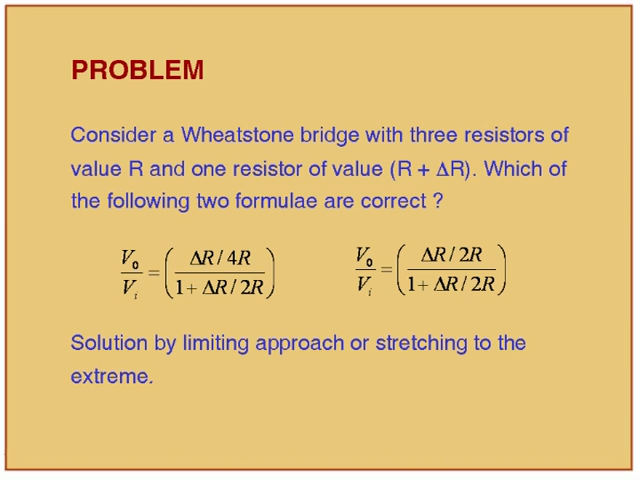 PROBLEM
Consider a Wheatstone bridge with three resistors of
value R and one resistor of value (R + ΔR). Which of
the following two formulae are correct ?
V₀/Vᵢ = (ΔR / 4R / 1 + ΔR / 2R) V₀/Vᵢ = (ΔR / 2R / 1 + ΔR / 2R)
Solution by limiting approach or stretching to the
extreme.